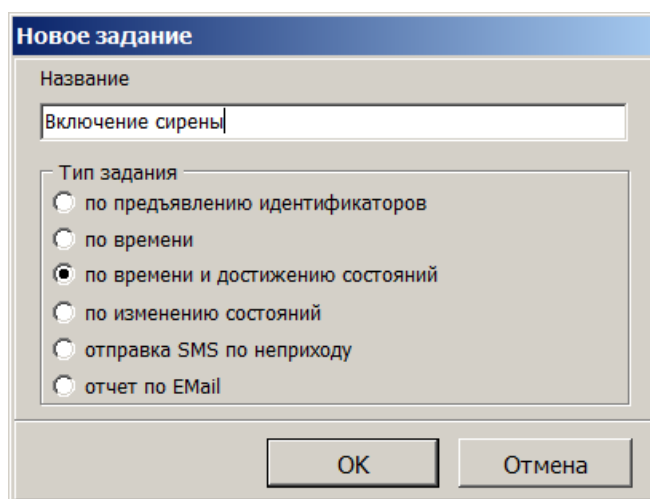 Новое задание
Название
Включение сирены
Тип задания
по предъявлению идентификаторов
по времени
по времени и достижению состояний
по изменению состояний
отправка SMS по неприходу
отчет по EMail
OK
Отмена